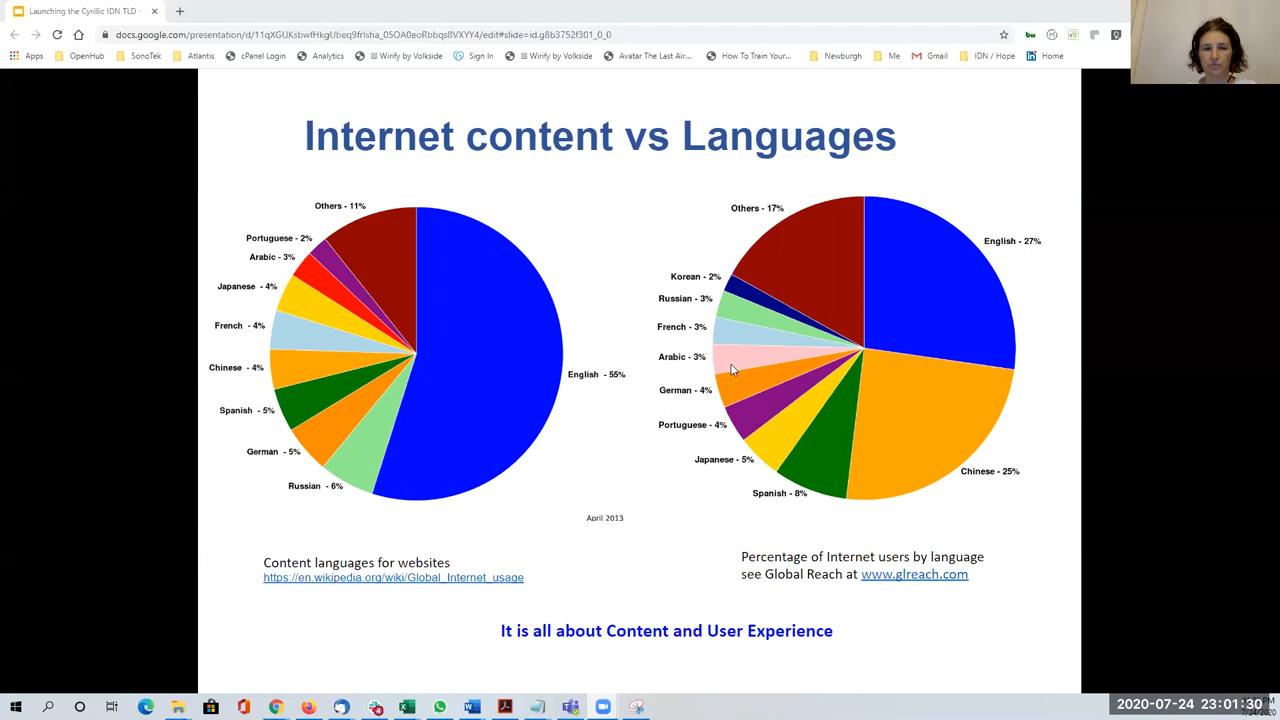 Launching the Cyrillic IDN TLD -
docs.google.com/presentation/d/11qXGUKsbwfHkgUbeq9frisha_05OA0eoRbbqs8VXYY4/edit#slide=id.g8b3752f301_0_0
Apps OpenHub SonoTek Atlantis cPanel Login Analytics Wirify by Volkside Sign In Wirify by Volkside Avatar The Last Air... How To Train Your... Newburgh Me Gmail IDN / Hope Home
Internet content vs Languages
Others - 11%
Portuguese - 2%
Arabic - 3%
Japanese - 4%
French - 4%
Chinese - 4%
Spanish - 5%
German - 5%
Russian - 6%
English - 55%
April 2013
Others - 17%
Korean - 2%
Russian - 3%
French - 3%
Arabic - 3%
German - 4%
Portuguese - 4%
Japanese - 5%
Spanish - 8%
English - 27%
Chinese - 25%
Content languages for websites
https://en.wikipedia.org/wiki/Global_Internet_usage
Percentage of Internet users by language
see Global Reach at www.glreach.com
It is all about Content and User Experience
2020-07-24 23:01:30
7/24/2020